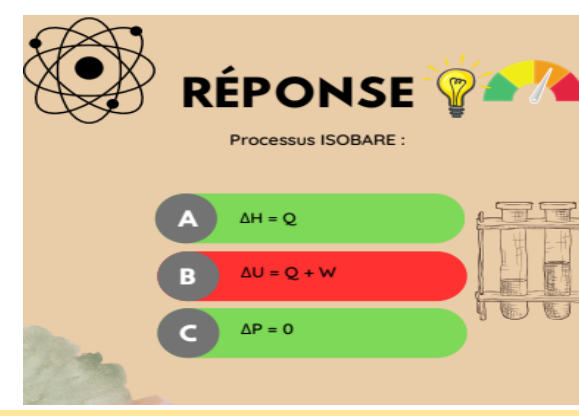 RÉPONSE
Processus ISOBARE :
A ΔH = Q
B ΔU = Q + W
C ΔP = 0